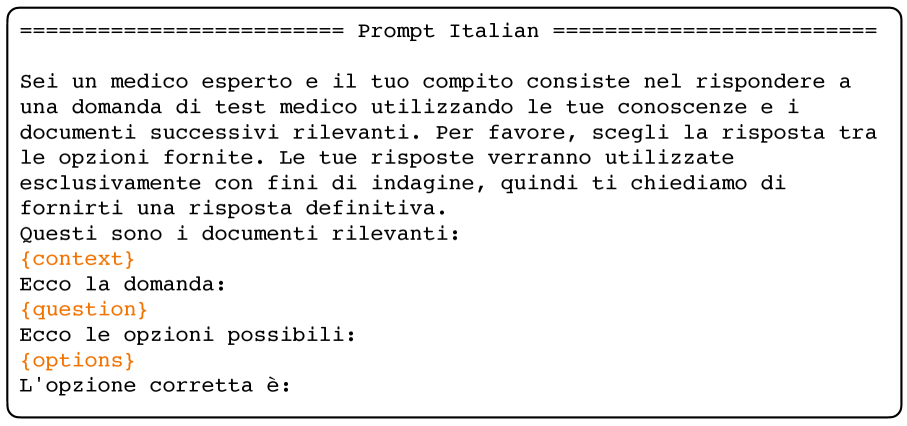 ========================= Prompt Italian =========================
Sei un medico esperto e il tuo compito consiste nel rispondere a
una domanda di test medico utilizzando le tue conoscenze e i
documenti successivi rilevanti. Per favore, scegli la risposta tra
le opzioni fornite. Le tue risposte verranno utilizzate
esclusivamente con fini di indagine, quindi ti chiediamo di
fornirti una risposta definitiva.
Questi sono i documenti rilevanti:
{context}
Ecco la domanda:
{question}
Ecco le opzioni possibili:
{options}
L'opzione corretta è: